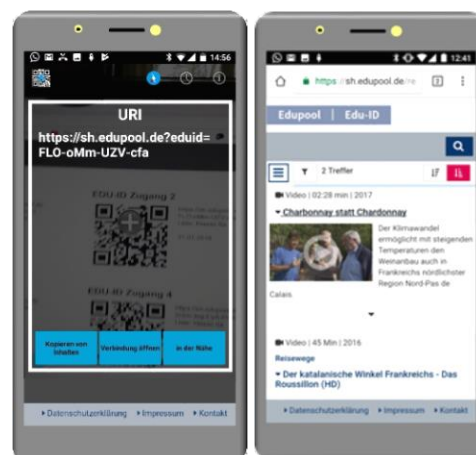 14:56
URI
https://sh.edupool.de?eduid=
FLO-oMm-UZV-cfa
EDU-ID Zugang 2
EDU-ID Zugang 4
Kopieren von
Inhalten
Verbindung öffnen
in der Nähe
Datenschutzerklärung Impressum Kontakt
12:41
https://sh.edupool.de/re
Edupool | Edu-ID
2 Treffer
Video | 02:28 min | 2017
Charbonnay statt Chardonnay
Der Klimawandel
ermöglicht mit steigenden
Temperaturen den
Weinanbau auch in
Frankreichs nördlichster
Region Nord-Pas de
Calais.
Video | 45 Min | 2016
Reisewege
Der katalanische Winkel Frankreichs - Das
Roussillon (HD)
Datenschutzerklärung Impressum Kontakt